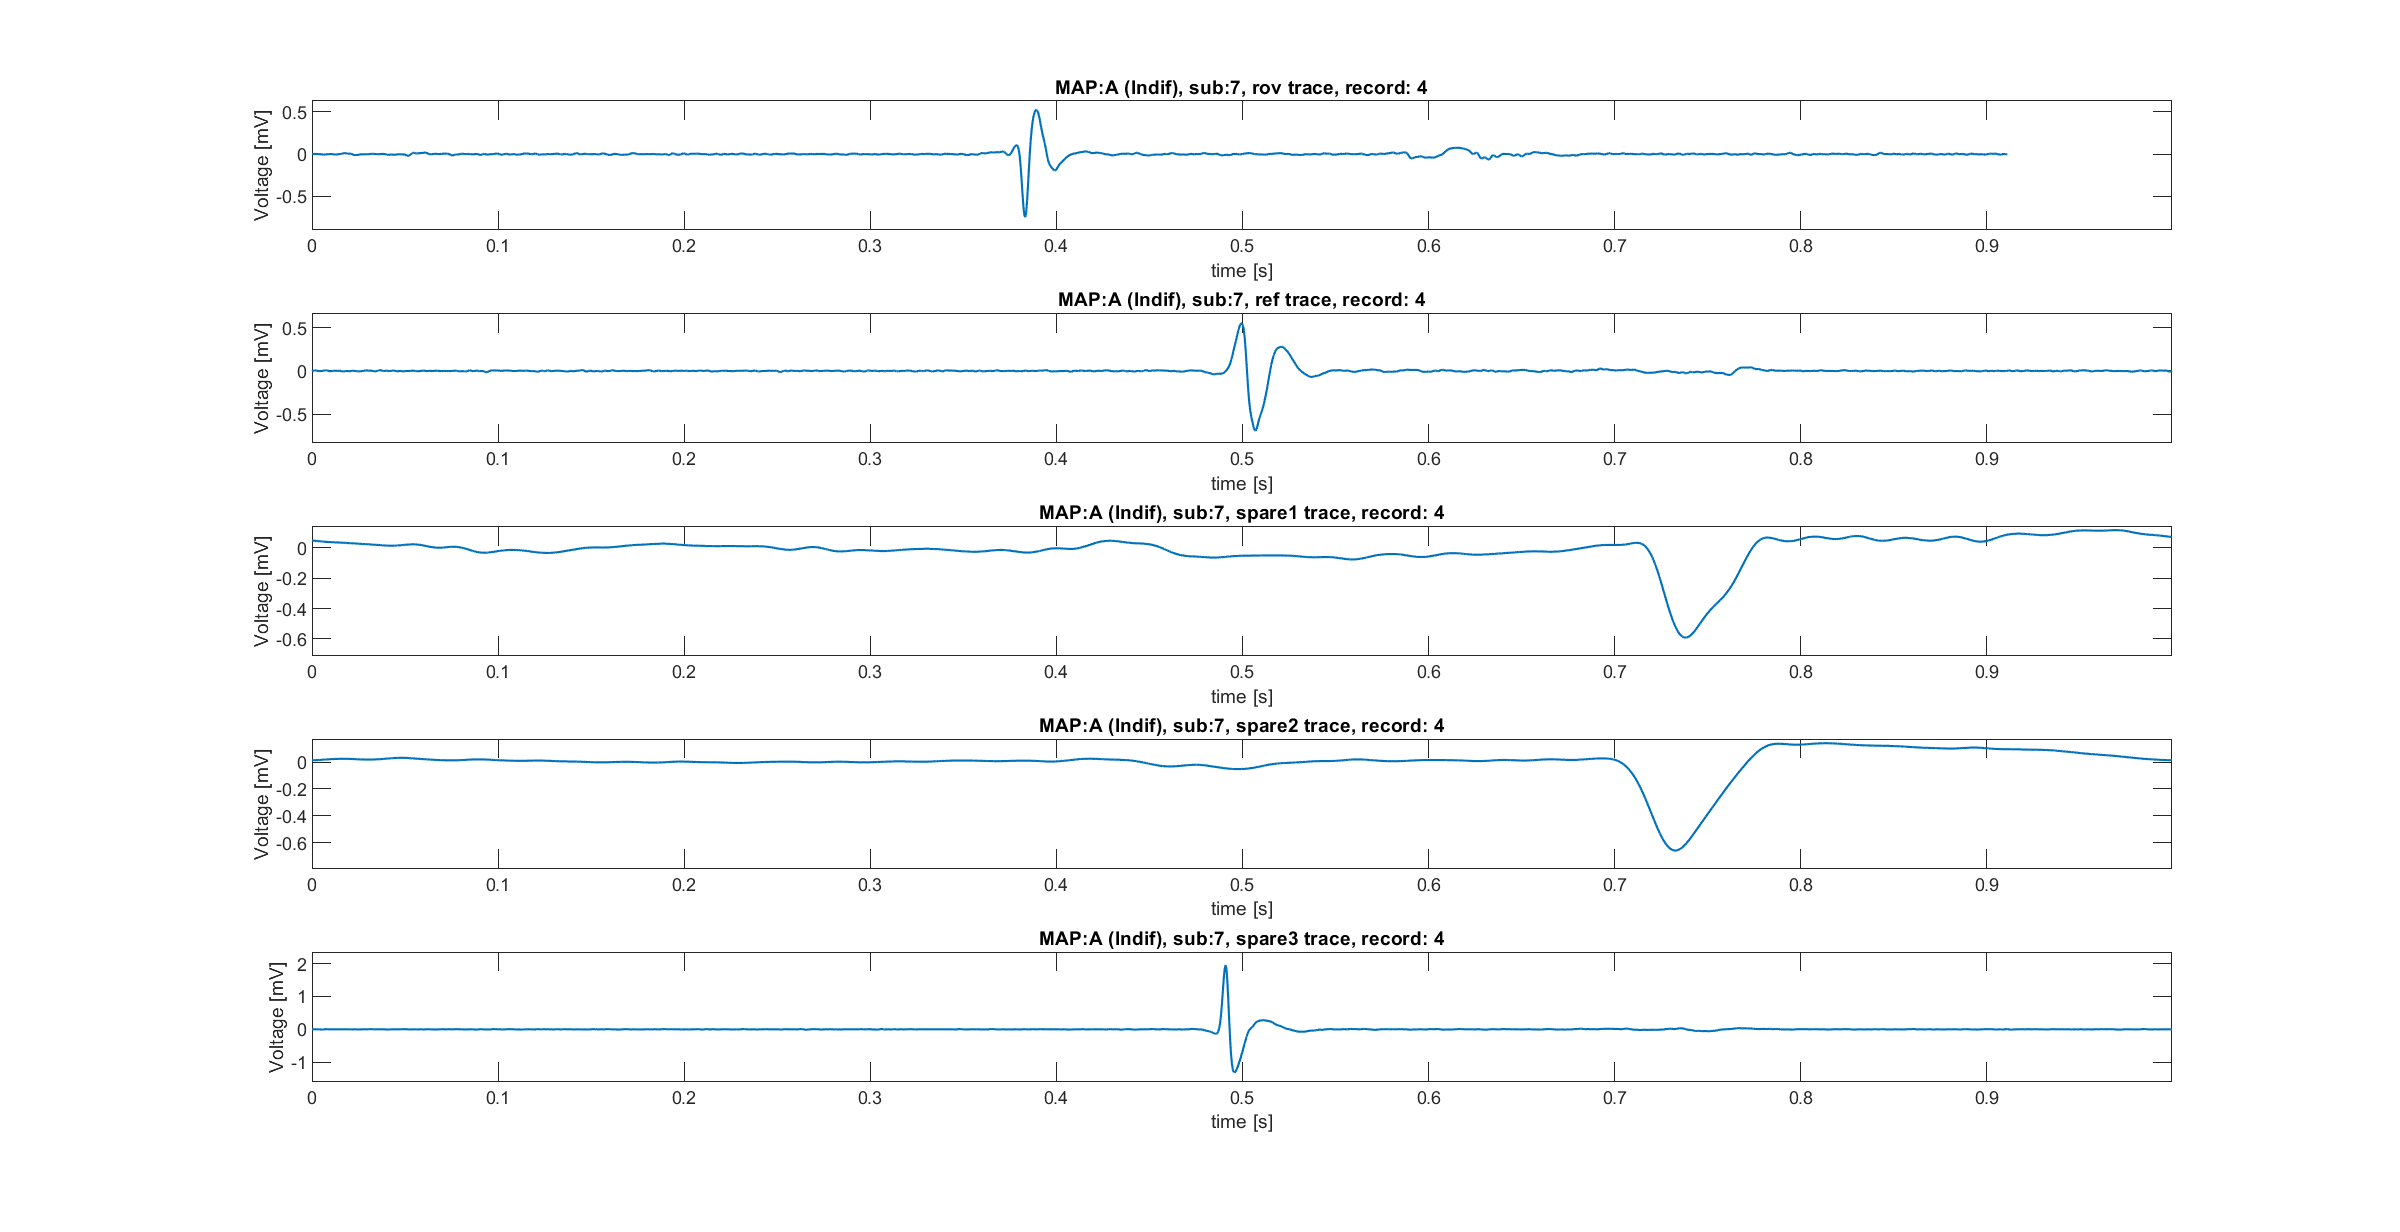 MAP:A (Indif), sub:7, rov trace, record: 4
Voltage [mV]
0.5
0
-0.5
0 0.1 0.2 0.3 0.4 0.5 0.6 0.7 0.8 0.9
time [s]
MAP:A (Indif), sub:7, ref trace, record: 4
Voltage [mV]
0.5
0
-0.5
0 0.1 0.2 0.3 0.4 0.5 0.6 0.7 0.8 0.9
time [s]
MAP:A (Indif), sub:7, spare1 trace, record: 4
Voltage [mV]
0
-0.2
-0.4
-0.6
0 0.1 0.2 0.3 0.4 0.5 0.6 0.7 0.8 0.9
time [s]
MAP:A (Indif), sub:7, spare2 trace, record: 4
Voltage [mV]
0
-0.2
-0.4
-0.6
0 0.1 0.2 0.3 0.4 0.5 0.6 0.7 0.8 0.9
time [s]
MAP:A (Indif), sub:7, spare3 trace, record: 4
Voltage [mV]
2
1
0
-1
0 0.1 0.2 0.3 0.4 0.5 0.6 0.7 0.8 0.9
time [s]